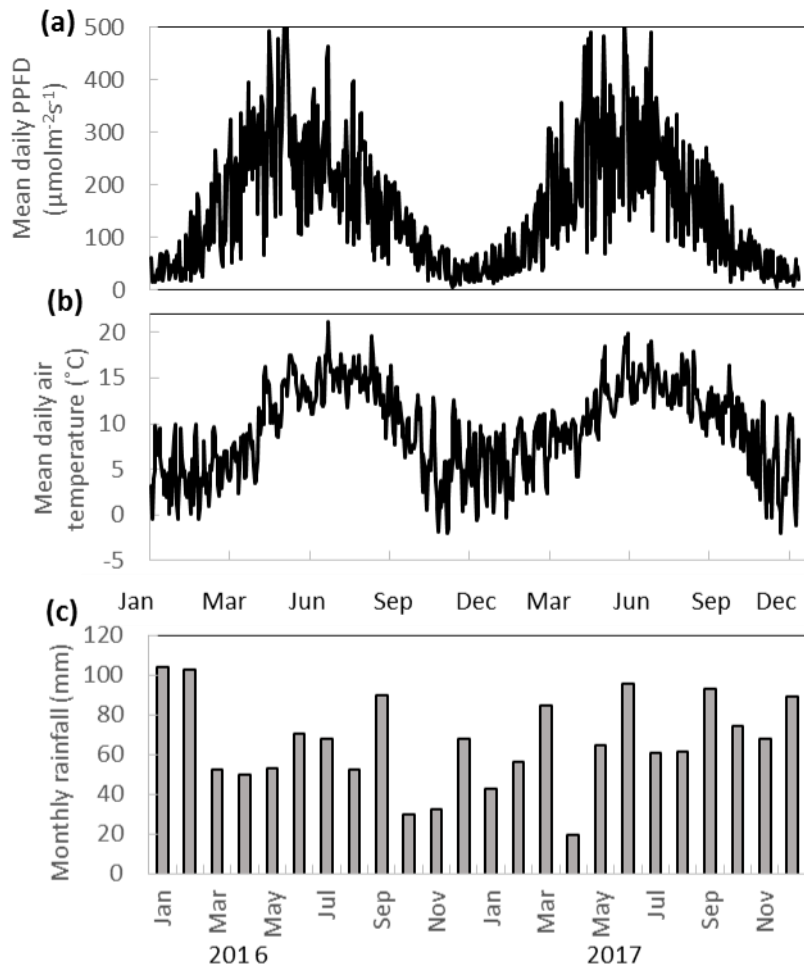 (a)
Mean daily PPFD
(µmolm⁻²s⁻¹)
500
400
300
200
100
0
(b)
Mean daily air
temperature (˚C)
20
15
10
5
0
-5
Jan Mar Jun Sep Dec Mar Jun Sep Dec
(c)
Monthly rainfall (mm)
120
100
80
60
40
20
0
Jan Mar May Jul Sep Nov Jan Mar May Jul Sep Nov
2016 2017